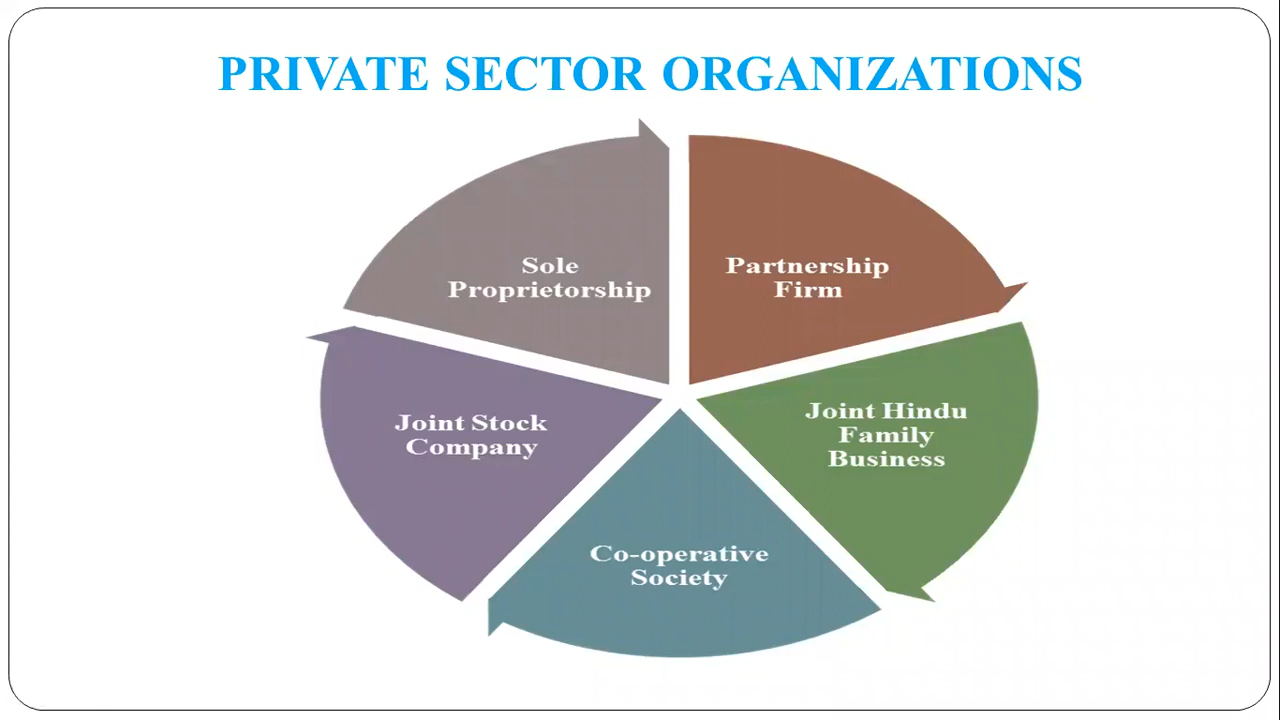 PRIVATE SECTOR ORGANIZATIONS
Sole
Proprietorship
Partnership
Firm
Joint Hindu
Family
Business
Co-operative
Society
Joint Stock
Company